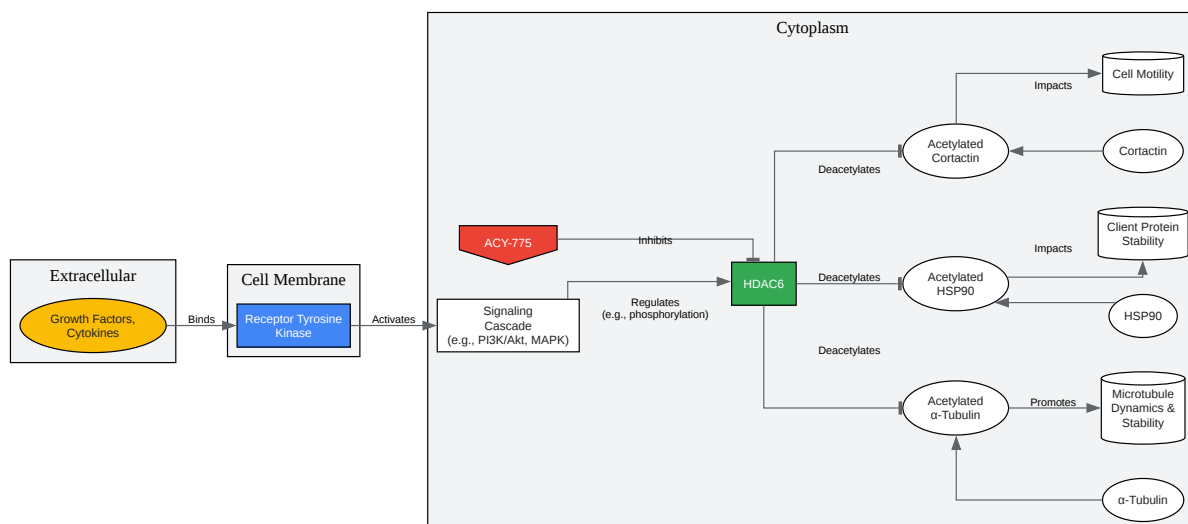 Cytoplasm
Cell Motility
Impacts
Acetylated
Cortactin
Cortactin
Deacetylates
ACY-775
Inhibits
Client Protein
Stability
Impacts
Extracellular
Cell Membrane
HDAC6
Deacetylates
Acetylated
HSP90
Growth Factors,
Cytokines
Binds
Receptor Tyrosine
Kinase
Activates
Signaling
Cascade
(e.g., PI3K/Akt, MAPK)
Regulates
(e.g., phosphorylation)
HSP90
Deacetylates
Acetylated
α-Tubulin
Promotes
Microtubule
Dynamics &
Stability
α-Tubulin